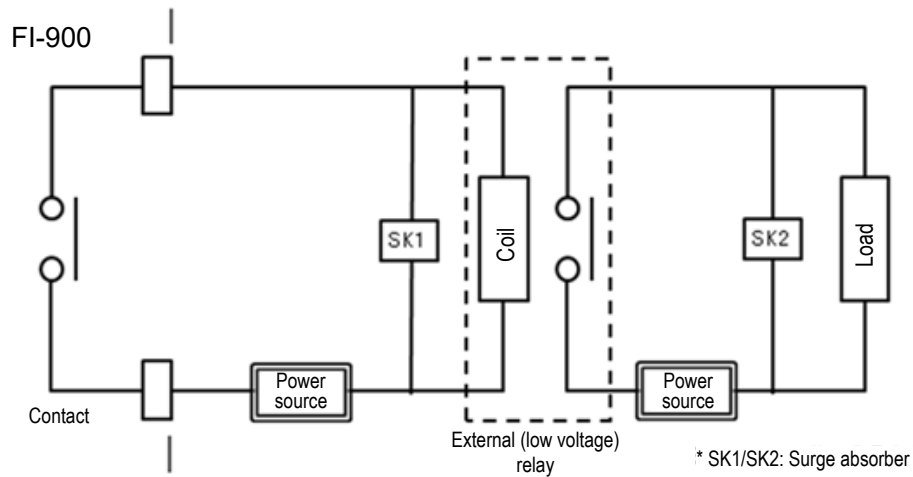 FI-900
SK1
Coil
SK2
Load
Power
source
Power
source
Contact
External (low voltage)
relay
* SK1/SK2: Surge absorber